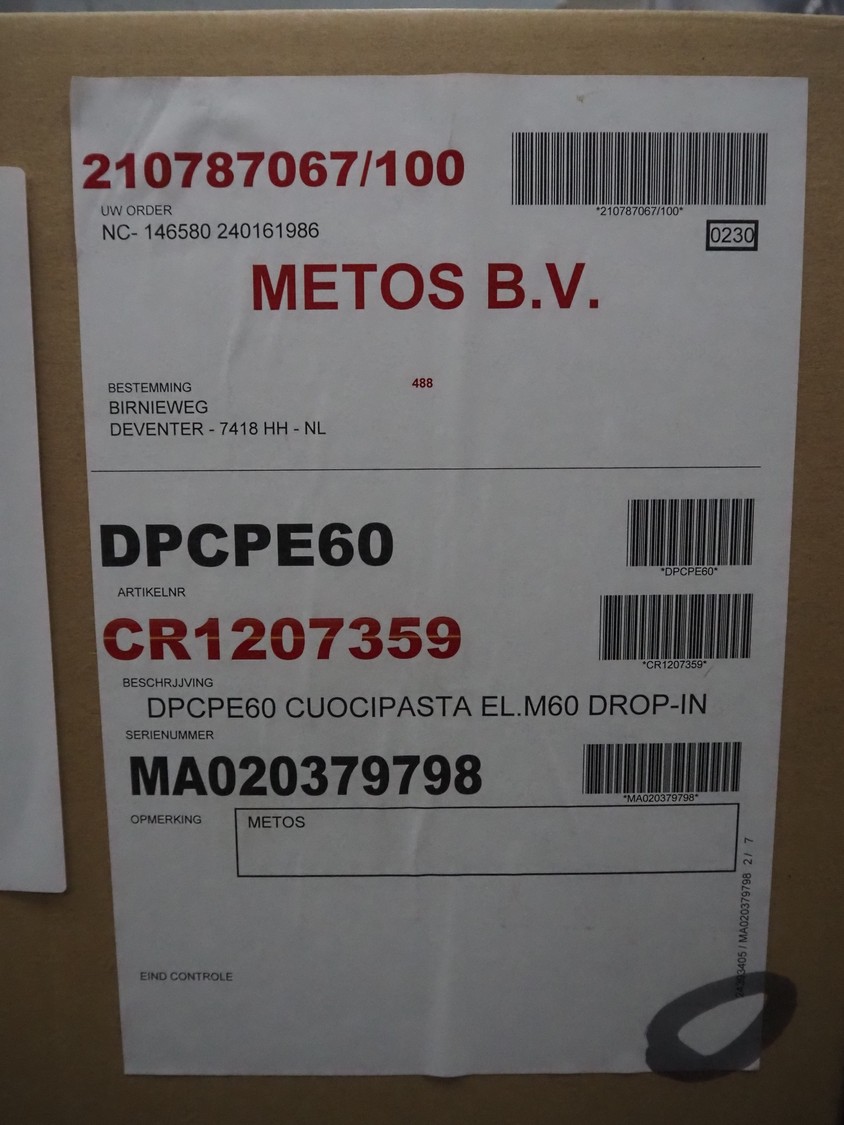 210787067/100
*210787067/100*
UW ORDER
NC- 146580 240161986
0230
METOS B.V.
488
BESTEMMING
BIRNIEWEG
DEVENTER - 7418 HH - NL
DPCPE60
*DPCPE60*
ARTIKELNR
CR1207359
*CR1207359*
BESCHRJJVING
DPCPE60 CUOCIPASTA EL.M60 DROP-IN
SERIENUMMER
MA020379798
*MA020379798*
OPMERKING
METOS
/ MA020379798 2 / 7
EIND CONTROLE